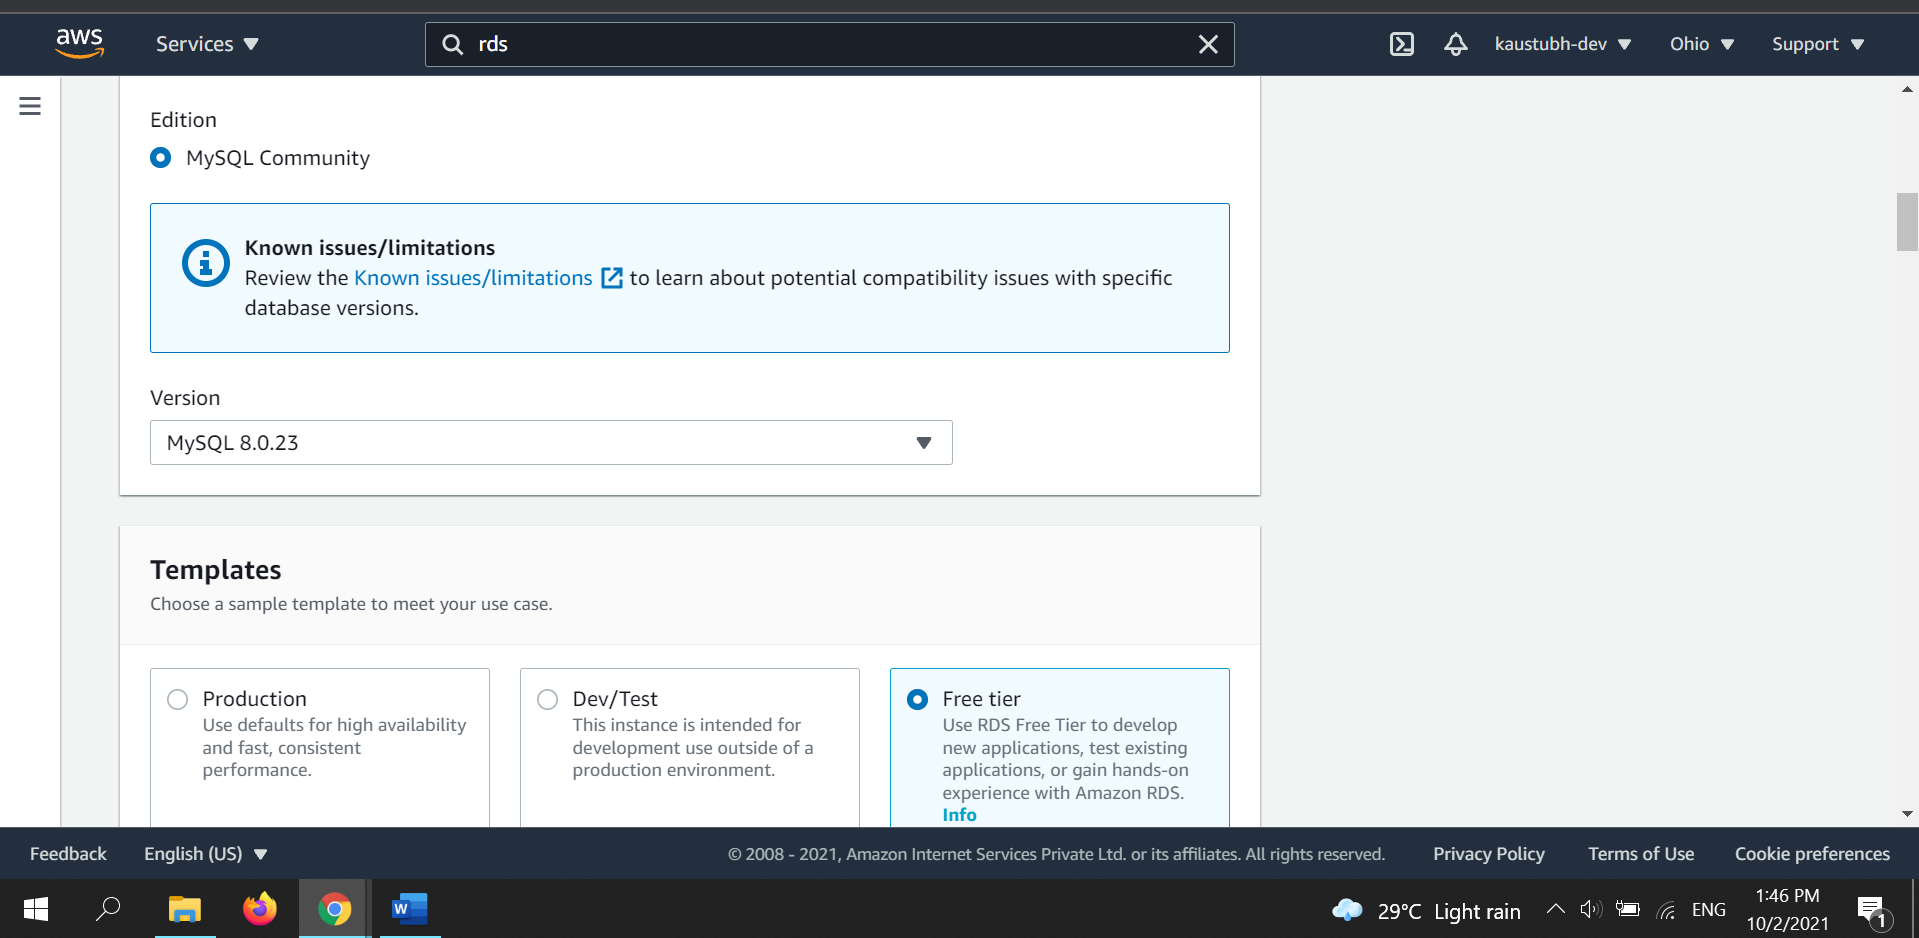 aws
Services
rds
kaustubh-dev
Ohio
Support
Edition
MySQL Community
Known issues/limitations
Review the Known issues/limitations to learn about potential compatibility issues with specific
database versions.
Version
MySQL 8.0.23
Templates
Choose a sample template to meet your use case.
Production
Use defaults for high availability
and fast, consistent
performance.
Dev/Test
This instance is intended for
development use outside of a
production environment.
Free tier
Use RDS Free Tier to develop
new applications, test existing
applications, or gain hands-on
experience with Amazon RDS.
Info
Feedback
English (US)
© 2008 - 2021, Amazon Internet Services Private Ltd. or its affiliates. All rights reserved.
Privacy Policy
Terms of Use
Cookie preferences
W
29°C Light rain
ENG
1:46 PM
10/2/2021
1